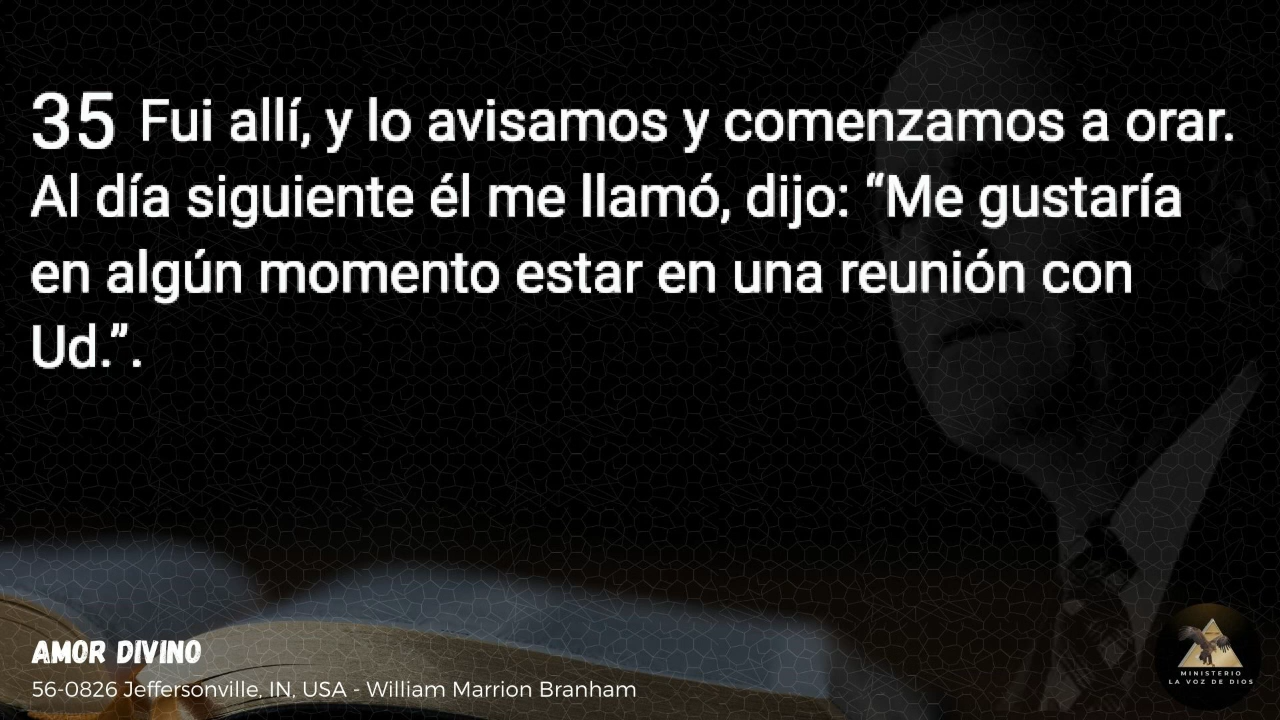 35 Fui allí, y lo avisamos y comenzamos a orar.
Al día siguiente él me llamó, dijo: “Me gustaría
en algún momento estar en una reunión con
Ud.”.
AMOR DIVINO
56-0826 Jeffersonville, IN, USA - William Marrion Branham
MINISTERIO
LA VOZ DE DIOS